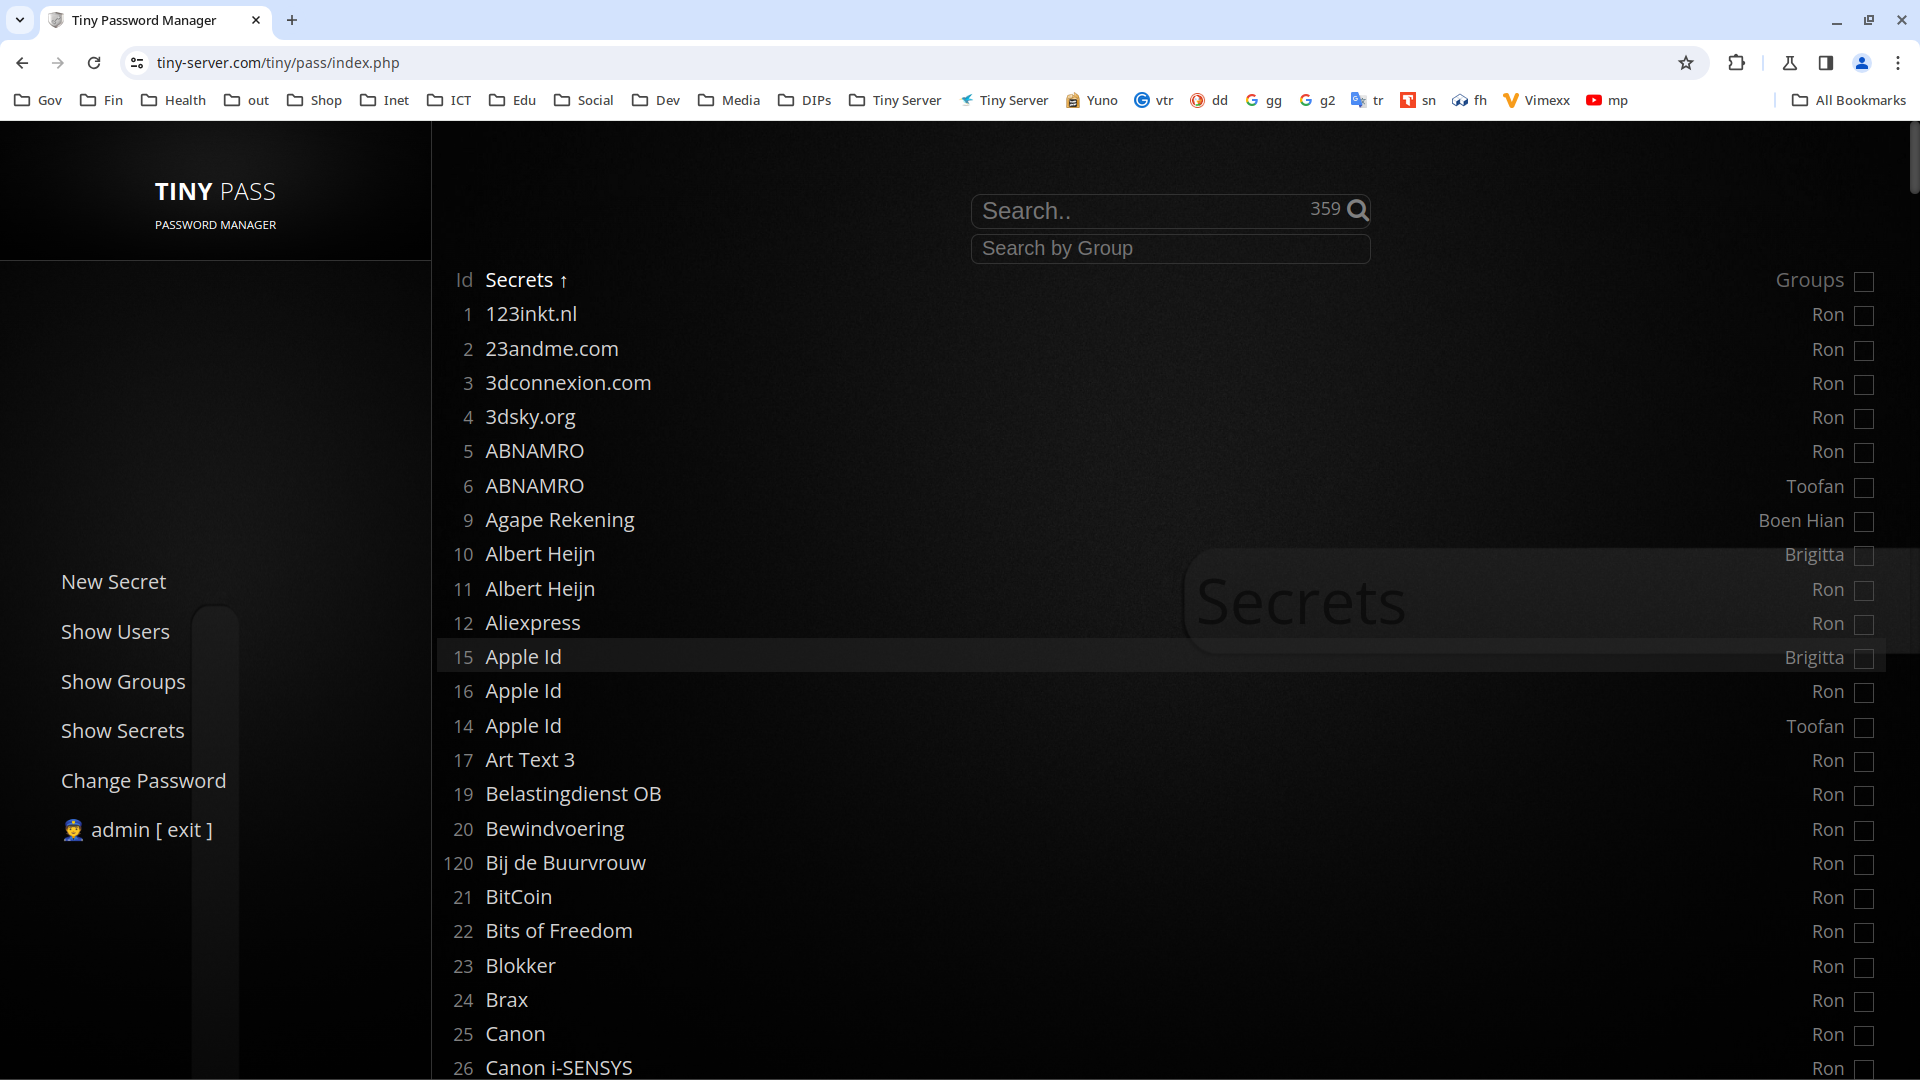 Tiny Password Manager
tiny-server.com/tiny/pass/index.php
Gov Fin Health out Shop Inet ICT Edu Social Dev Media DIPs Tiny Server Tiny Server Yuno vtr dd gg g2 tr sn fh Vimexx mp All Bookmarks
TINY PASS
PASSWORD MANAGER
New Secret
Show Users
Show Groups
Show Secrets
Change Password
admin [ exit ]
Search.. 359
Search by Group
Id Secrets ↑ Groups
1 123inkt.nl Ron
2 23andme.com Ron
3 3dconnexion.com Ron
4 3dsky.org Ron
5 ABNAMRO Ron
6 ABNAMRO Toofan
9 Agape Rekening Boen Hian
10 Albert Heijn Brigitta
11 Albert Heijn Ron
Secrets
12 Aliexpress Ron
15 Apple Id Brigitta
16 Apple Id Ron
14 Apple Id Toofan
17 Art Text 3 Ron
19 Belastingdienst OB Ron
20 Bewindvoering Ron
120 Bij de Buurvrouw Ron
21 BitCoin Ron
22 Bits of Freedom Ron
23 Blokker Ron
24 Brax Ron
25 Canon Ron
26 Canon i-SENSYS Ron